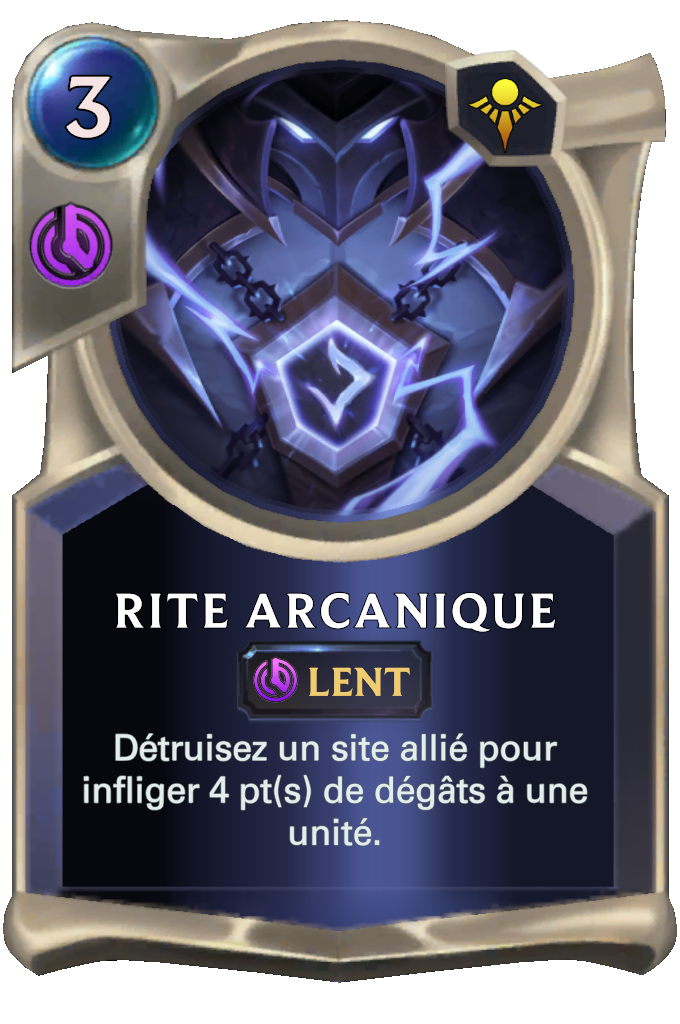 3
RITE ARCANIQUE
LENT
Détruisez un site allié pour
infliger 4 pt(s) de dégâts à une
unité.